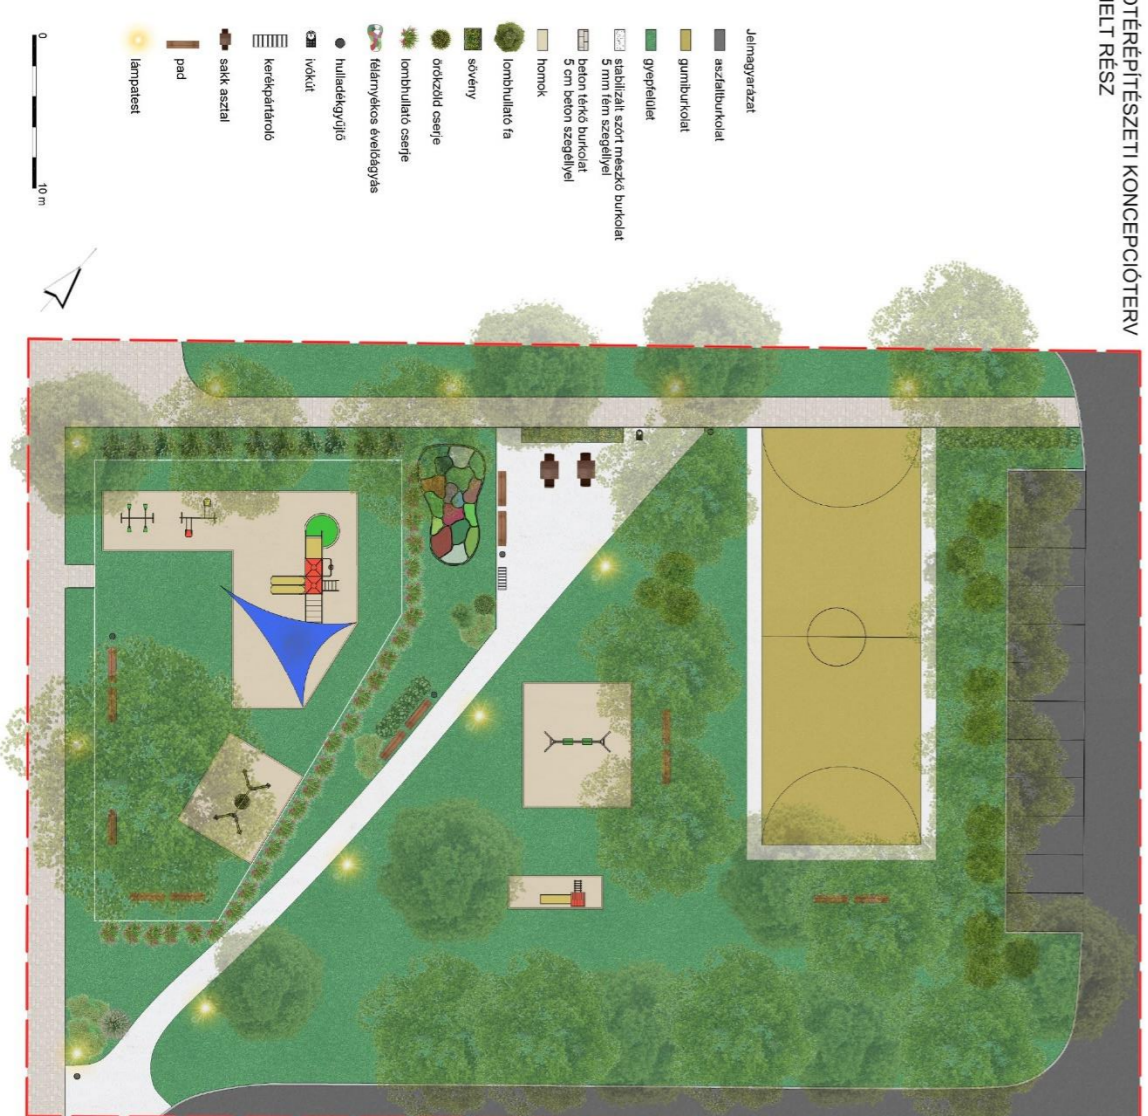 OTÉRÉPÍTÉSZETI KONCEPCIÓTERV
HELT RÉSZ
Jelmagyarázat
aszfaltburkolat
gumiburkolat
gyepfelület
stabilizált szórt mészkő burkolat
5 mm fém szegéllyel
beton térkő burkolat
5 cm beton szegéllyel
homok
lombhullató fa
sövény
örökzöld cserje
lombhullató cserje
félárnyékos évelőágyás
hulladékgyűjtő
ivókút
kerékpártároló
sakk asztal
pad
lámpatest
0
10 m